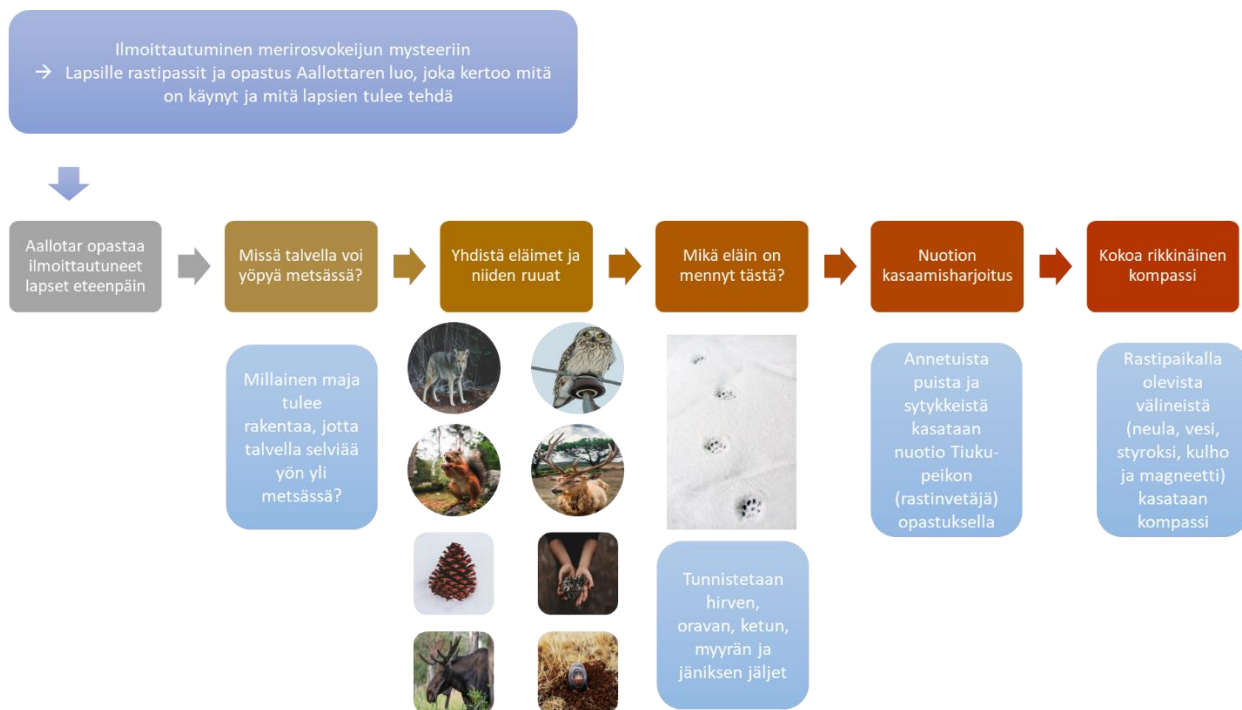 Ilmoittautuminen merirosvokeijun mysteeriin
→ Lapsille rastipassit ja opastus Aallottaren luo, joka kertoo mitä
on käynyt ja mitä lapsien tulee tehdä
Aallotar opastaa
ilmoittautuneet
lapset eteenpäin
Missä talvella voi
yöpyä metsässä?
Yhdistä eläimet ja
niiden ruuat
Mikä eläin on
mennyt tästä?
Nuotion
kasaamisharjoitus
Kokoa rikkinäinen
kompassi
Millainen maja
tulee
rakentaa, jotta
talvella selviää
yön yli
metsässä?
Tunnistetaan
hirven,
oravan, ketun,
myyrän ja
jäniksen jäljet
Annetuista
puista ja
sytykkeistä
kasataan
nuotio Tiuku-
peikon
(rastinvetäjä)
opastuksella
Rastipaikalla
olevista
välineistä
(neula, vesi,
styroksi, kulho
ja magneetti)
kasataan
kompassi